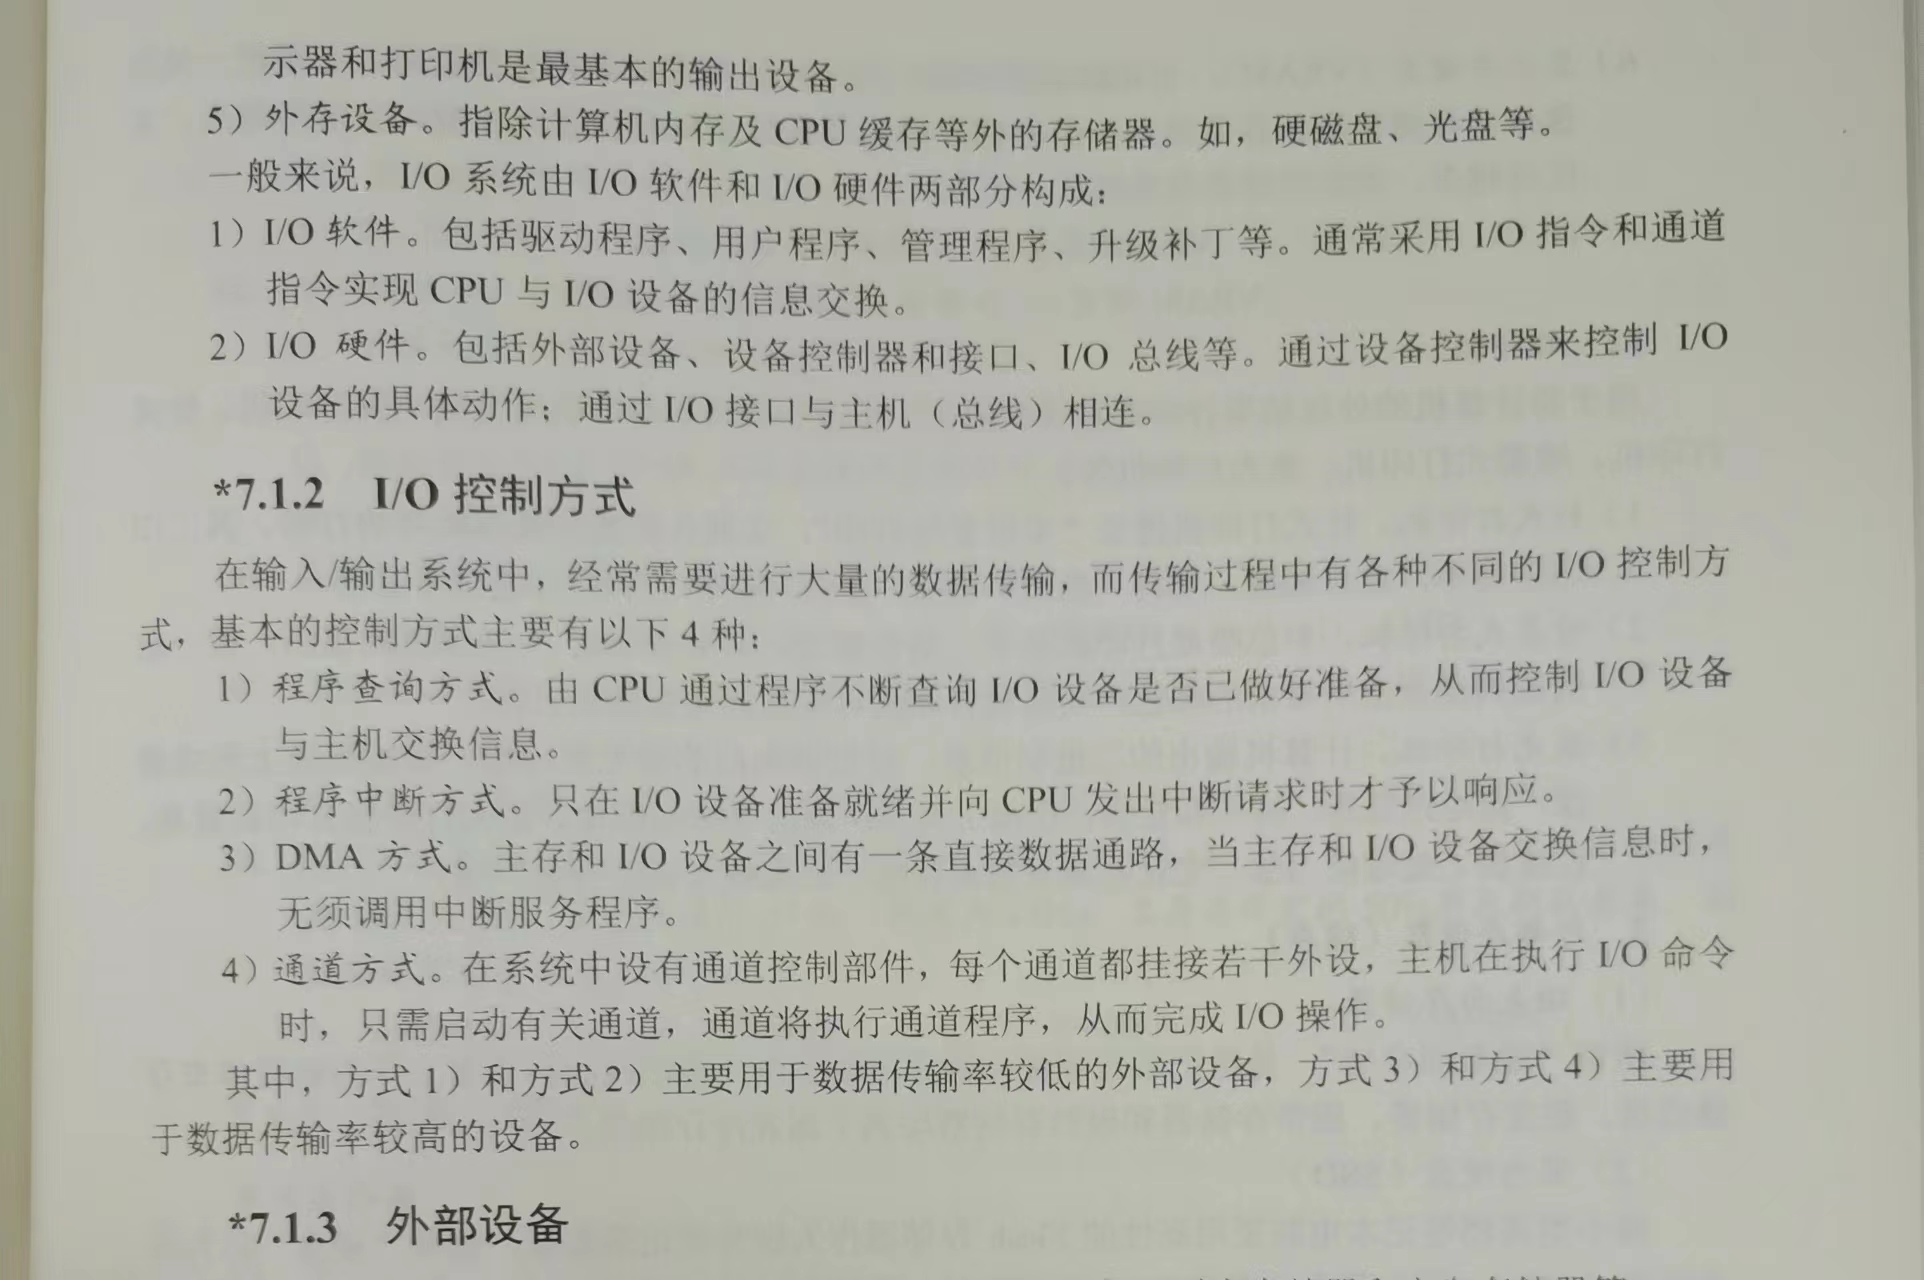 示器和打印机是最基本的输出设备。
5）外存设备。指除计算机内存及 CPU 缓存等外的存储器。如，硬磁盘、光盘等。
一般来说，I/O 系统由 I/O 软件和 I/O 硬件两部分构成：
1）I/O 软件。包括驱动程序、用户程序、管理程序、升级补丁等。通常采用 I/O 指令和通道
指令实现 CPU 与 I/O 设备的信息交换。
2）I/O 硬件。包括外部设备、设备控制器和接口、I/O 总线等。通过设备控制器来控制 I/O
设备的具体动作；通过 I/O 接口与主机（总线）相连。
*7.1.2 I/O 控制方式
在输入/输出系统中，经常需要进行大量的数据传输，而传输过程中有各种不同的 I/O 控制方
式，基本的控制方式主要有以下 4 种：
1）程序查询方式。由 CPU 通过程序不断查询 I/O 设备是否已做好准备，从而控制 I/O 设备
与主机交换信息。
2）程序中断方式。只在 I/O 设备准备就绪并向 CPU 发出中断请求时才予以响应。
3）DMA 方式。主存和 I/O 设备之间有一条直接数据通路，当主存和 I/O 设备交换信息时，
无须调用中断服务程序。
4）通道方式。在系统中设有通道控制部件，每个通道都挂接若干外设，主机在执行 I/O 命令
时，只需启动有关通道，通道将执行通道程序，从而完成 I/O 操作。
其中，方式 1）和方式 2）主要用于数据传输率较低的外部设备，方式 3）和方式 4）主要用
于数据传输率较高的设备。
*7.1.3 外部设备